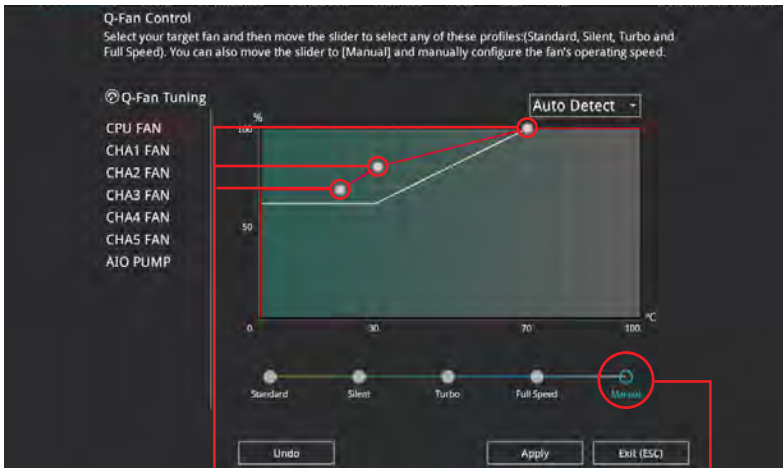 Q-Fan Control
Select your target fan and then move the slider to select any of these profiles:(Standard, Silent, Turbo and
Full Speed). You can also move the slider to [Manual] and manually configure the fan's operating speed.
Q-Fan Tuning
Auto Detect
CPU FAN
CHA1 FAN
CHA2 FAN
CHA3 FAN
CHA4 FAN
CHA5 FAN
AIO PUMP
%
100
50
0
30
70
100
°C
Standard
Silent
Turbo
Full Speed
Manual
Undo
Apply
Exit (ESC)